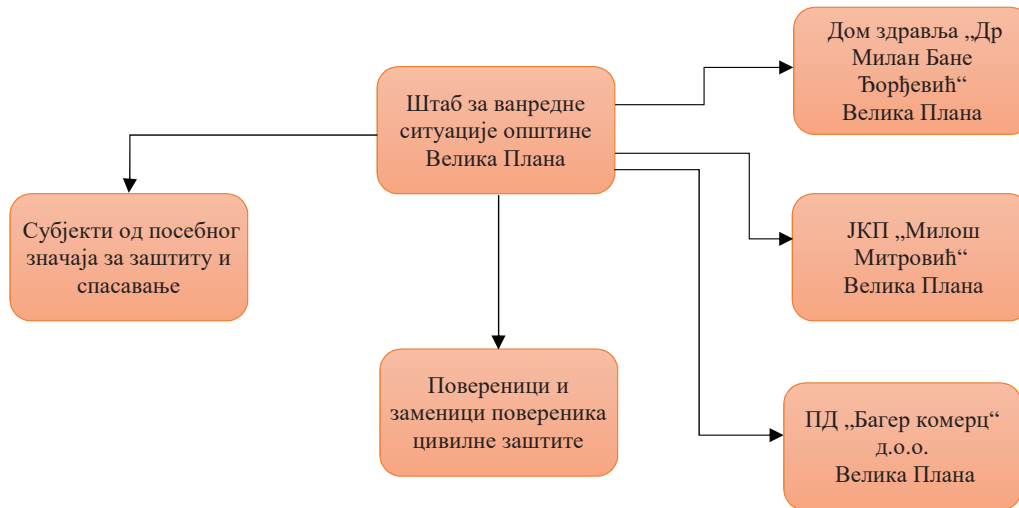 Штаб за ванредне
ситуације општине
Велика Плана
Дом здравља „Др
Милан Бане
Ђорђевић“
Велика Плана
Субјекти од посебног
значаја за заштиту и
спасавање
ЈКП „Милош
Митровић“
Велика Плана
Повереници и
заменици повереника
цивилне заштите
ПД „Багер комерц“
д.о.о.
Велика Плана